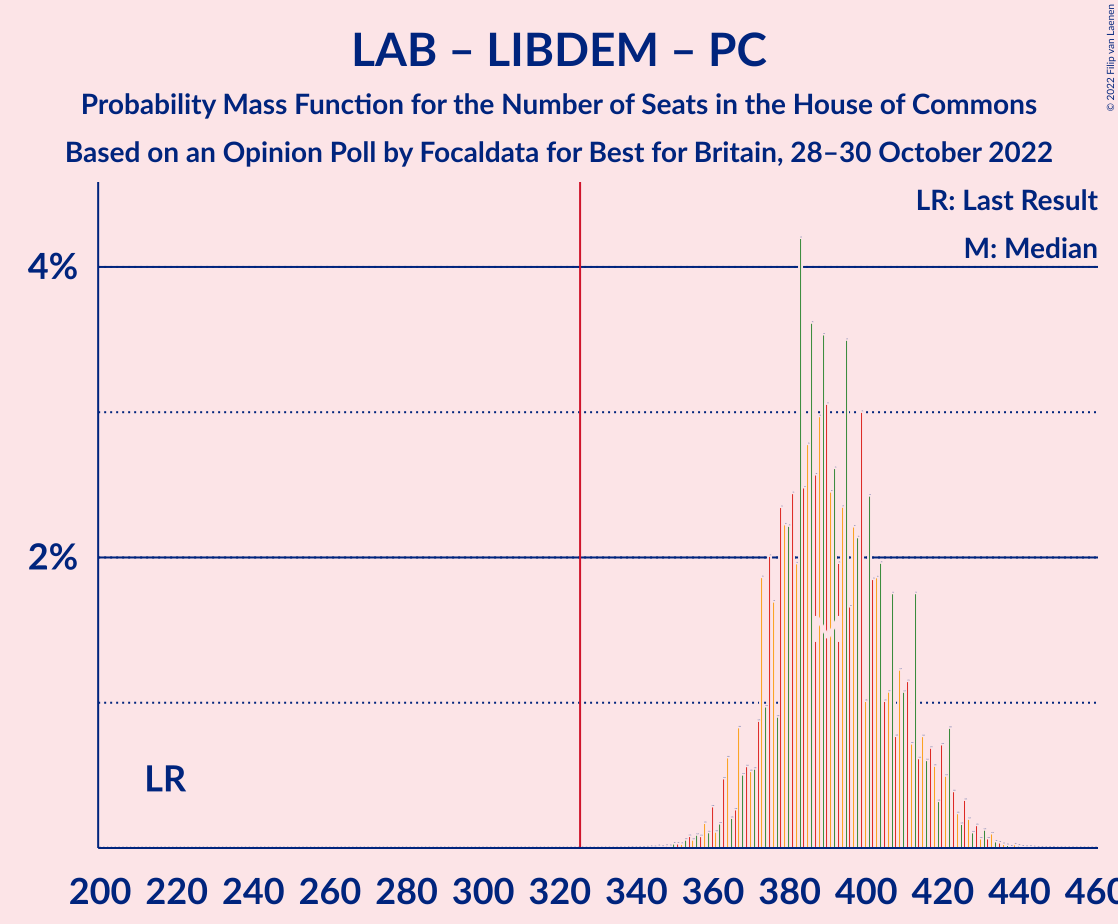 LAB – LIBDEM – PC
Probability Mass Function for the Number of Seats in the House of Commons
Based on an Opinion Poll by Focaldata for Best for Britain, 28–30 October 2022
© 2022 Filip van Laenen
LR: Last Result
M: Median
4%
2%
LR
200 220 240 260 280 300 320 340 360 380 400 420 440 460